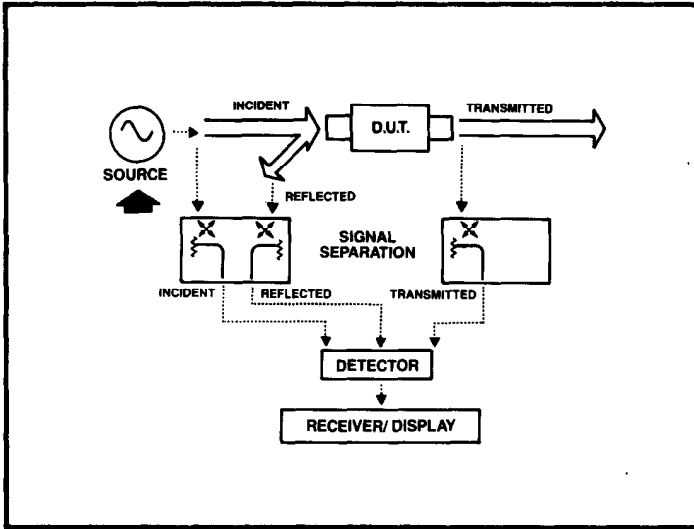 INCIDENT
TRANSMITTED
D.U.T.
SOURCE
REFLECTED
SIGNAL
SEPARATION
INCIDENT
REFLECTED
TRANSMITTED
DETECTOR
RECEIVER/ DISPLAY